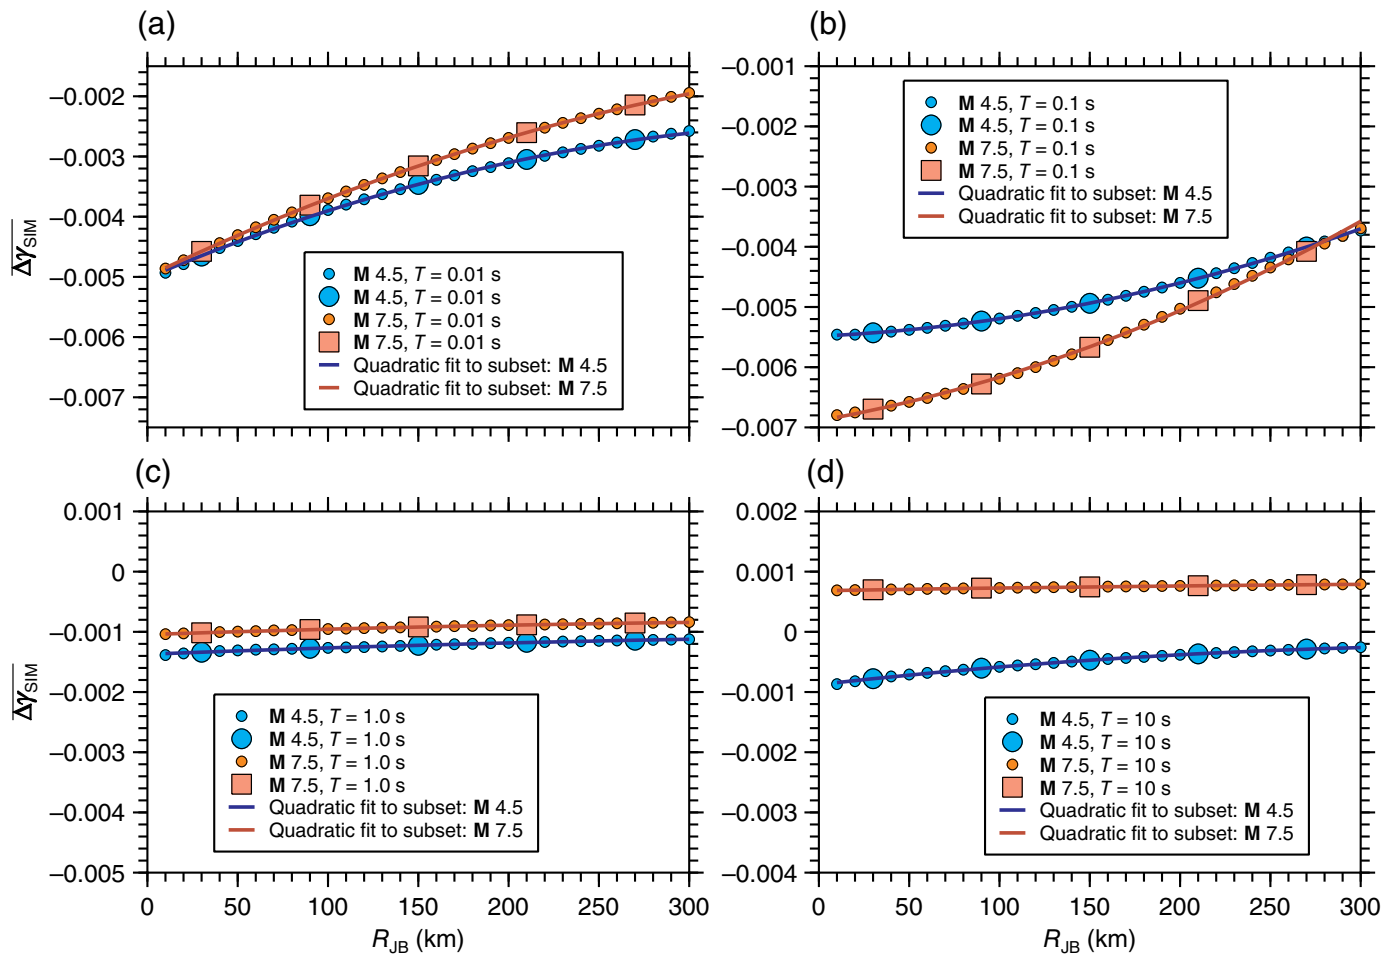 (a)
(b)
−0.002
−0.003
−0.004
−0.005
−0.006
−0.007
Δγ SIM
M 4.5, T = 0.01 s
M 4.5, T = 0.01 s
M 7.5, T = 0.01 s
M 7.5, T = 0.01 s
Quadratic fit to subset: M 4.5
Quadratic fit to subset: M 7.5
−0.001
−0.002
−0.003
−0.004
−0.005
−0.006
−0.007
M 4.5, T = 0.1 s
M 4.5, T = 0.1 s
M 7.5, T = 0.1 s
M 7.5, T = 0.1 s
Quadratic fit to subset: M 4.5
Quadratic fit to subset: M 7.5
(c)
(d)
0.001
0
−0.001
−0.002
−0.003
−0.004
−0.005
Δγ SIM
M 4.5, T = 1.0 s
M 4.5, T = 1.0 s
M 7.5, T = 1.0 s
M 7.5, T = 1.0 s
Quadratic fit to subset: M 4.5
Quadratic fit to subset: M 7.5
0 50 100 150 200 250 300
R JB (km)
0.002
0.001
0
−0.001
−0.002
−0.003
−0.004
M 4.5, T = 10 s
M 4.5, T = 10 s
M 7.5, T = 10 s
M 7.5, T = 10 s
Quadratic fit to subset: M 4.5
Quadratic fit to subset: M 7.5
0 50 100 150 200 250 300
R JB (km)